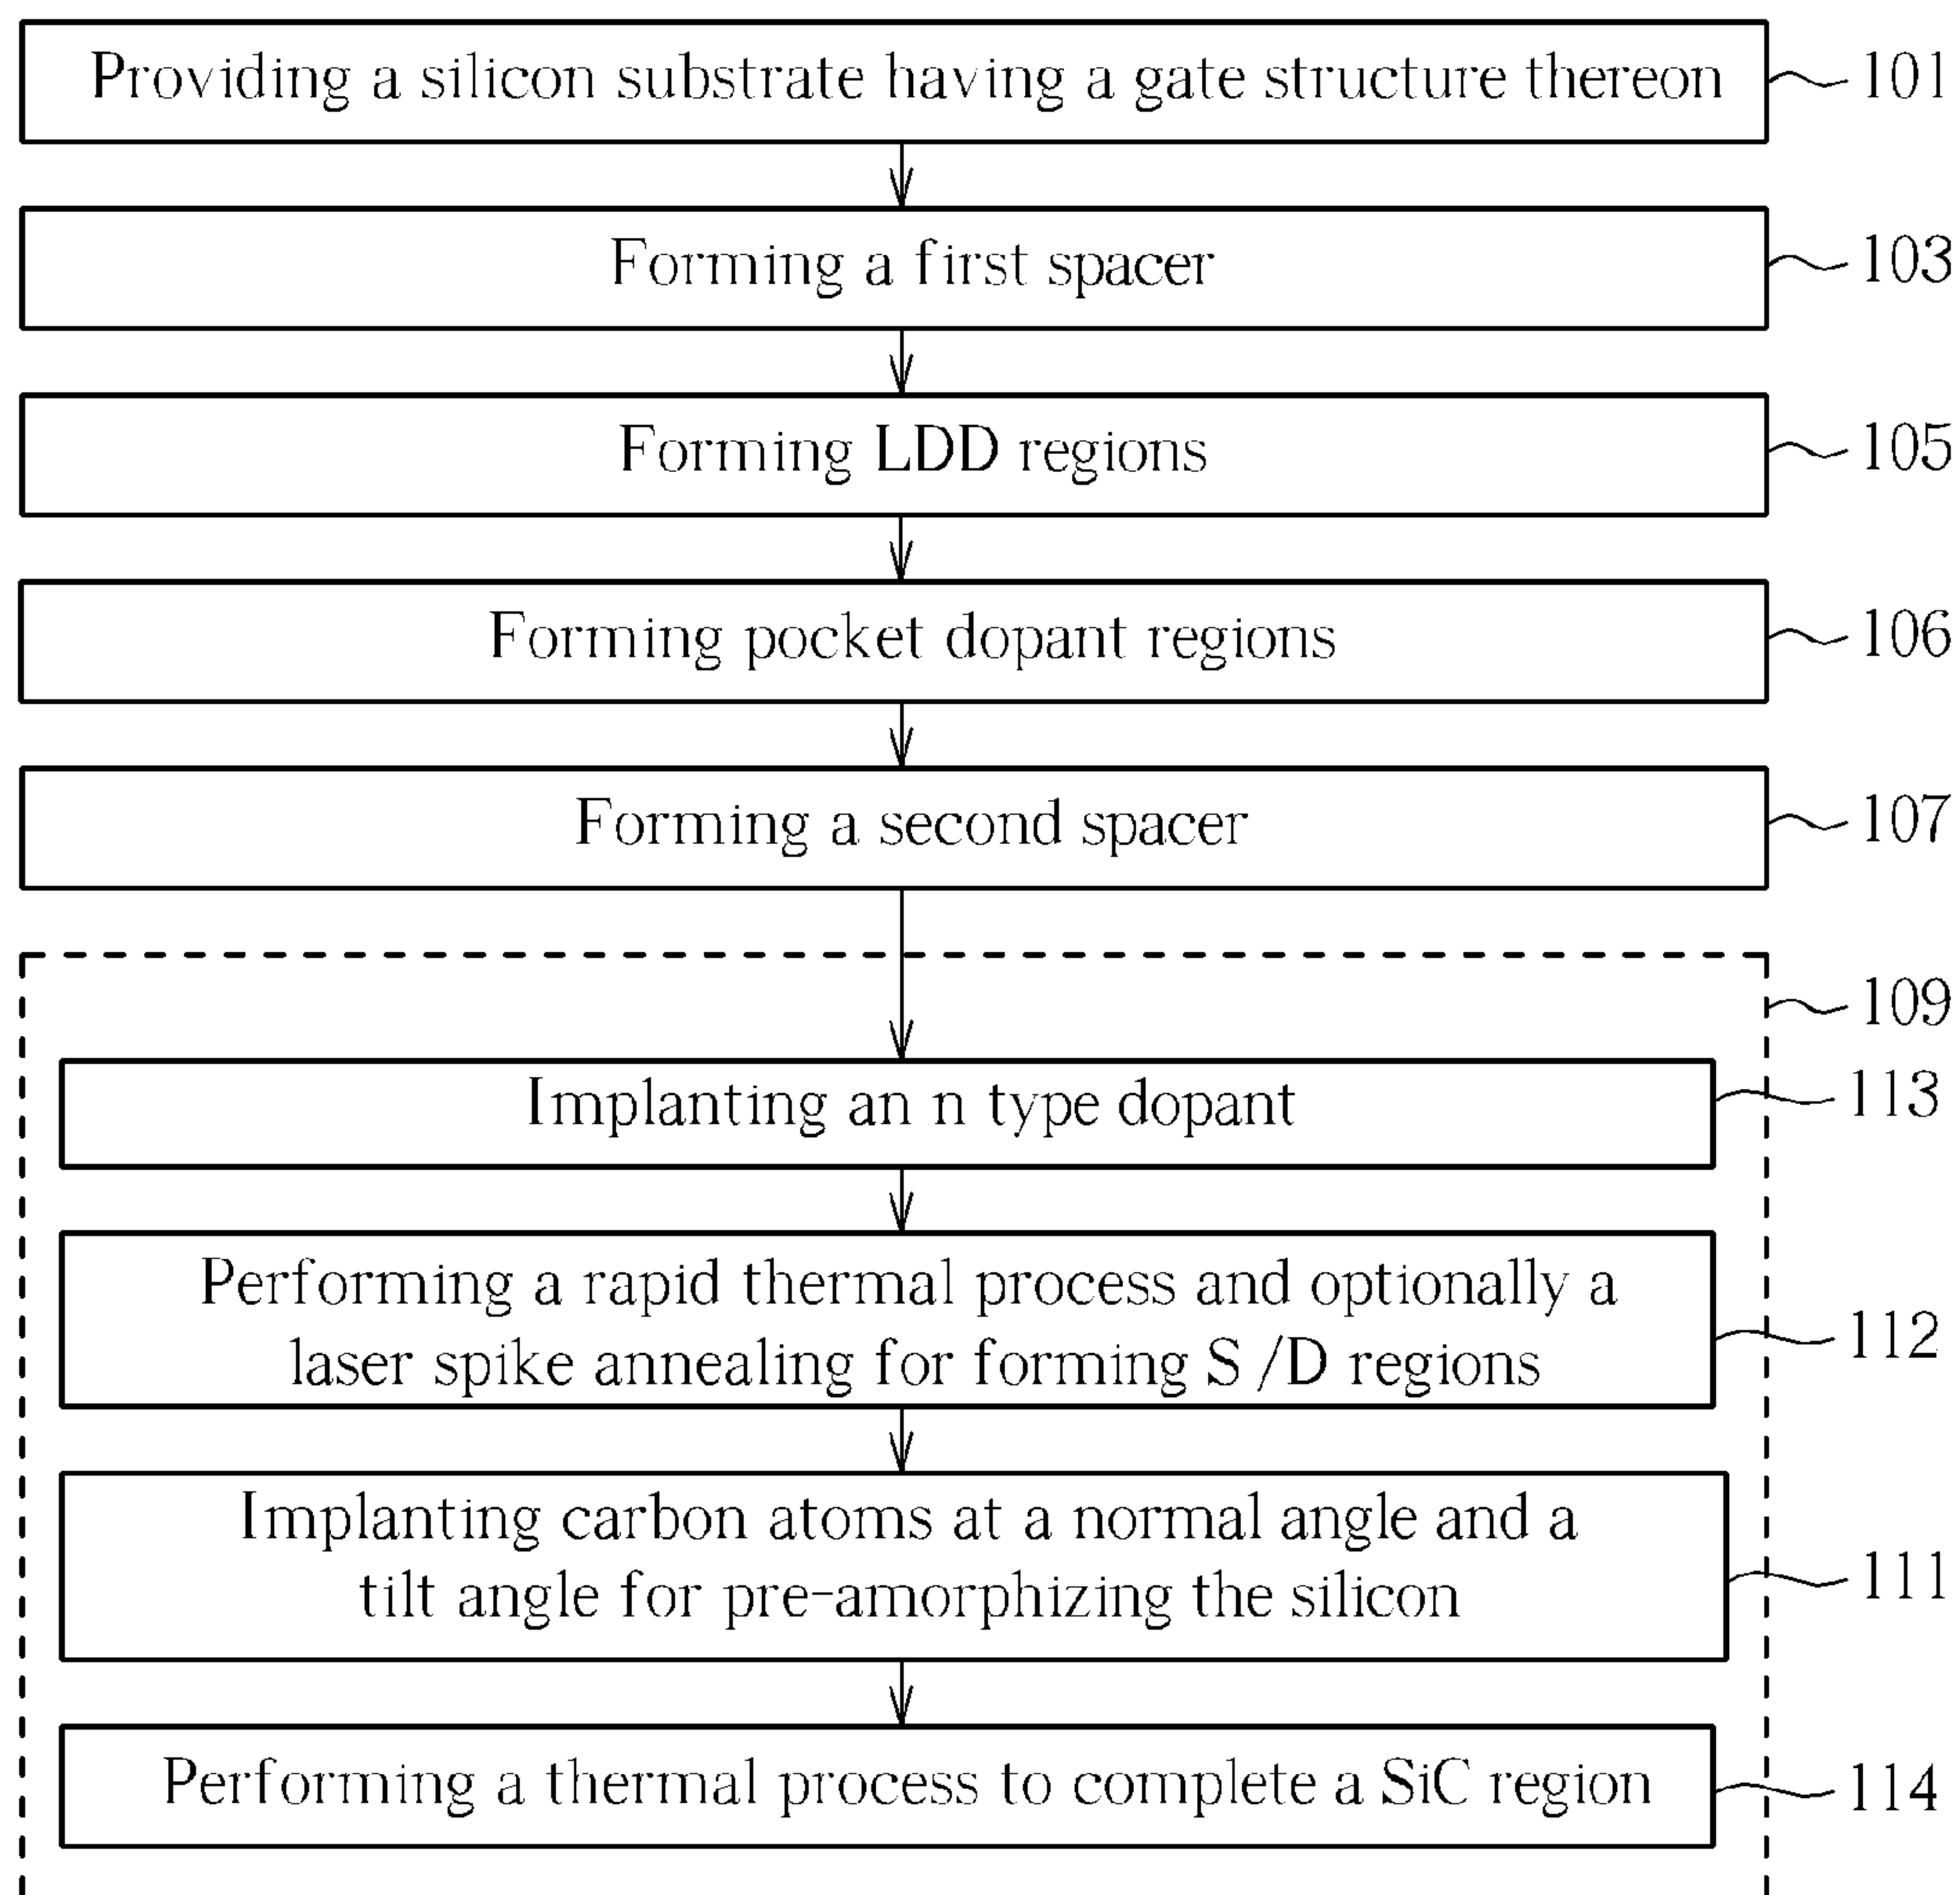 Providing a silicon substrate having a gate structure thereon
101
Forming a first spacer
103
Forming LDD regions
105
Forming pocket dopant regions
106
Forming a second spacer
107
109
Implanting an n type dopant
113
Performing a rapid thermal process and optionally a
laser spike annealing for forming S/D regions
112
Implanting carbon atoms at a normal angle and a
tilt angle for pre-amorphizing the silicon
111
Performing a thermal process to complete a SiC region
114